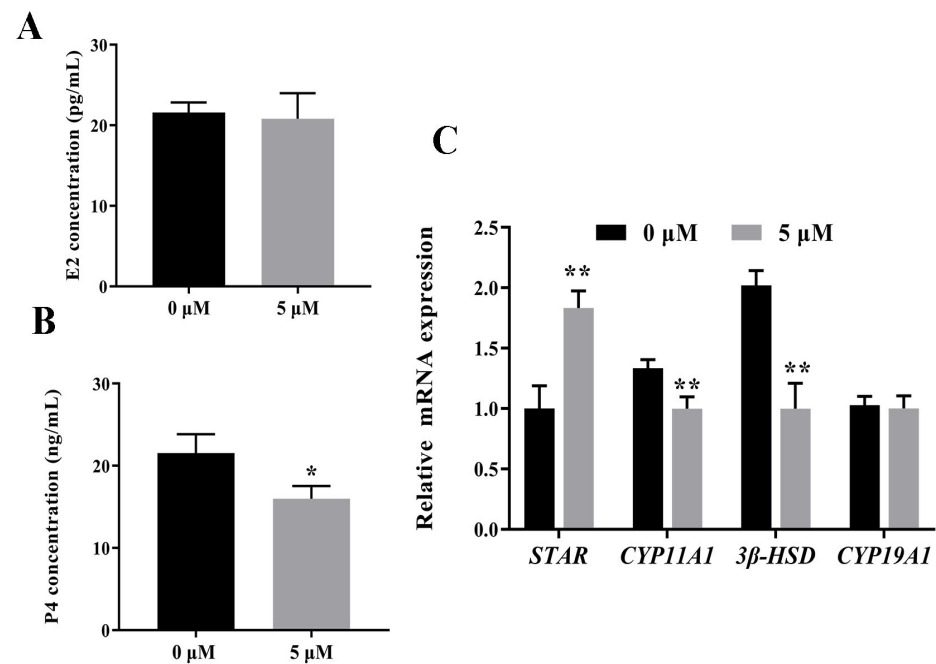 A
E2 concentration (pg/mL)
30
20
10
0
0 μM
5 μM
B
P4 concentration (ng/mL)
30
20
10
0
*
0 μM
5 μM
C
Relative mRNA expression
0 μM
5 μM
2.5
2.0
1.5
1.0
0.5
0.0
**
**
**
STAR
CYP11A1
3β-HSD
CYP19A1